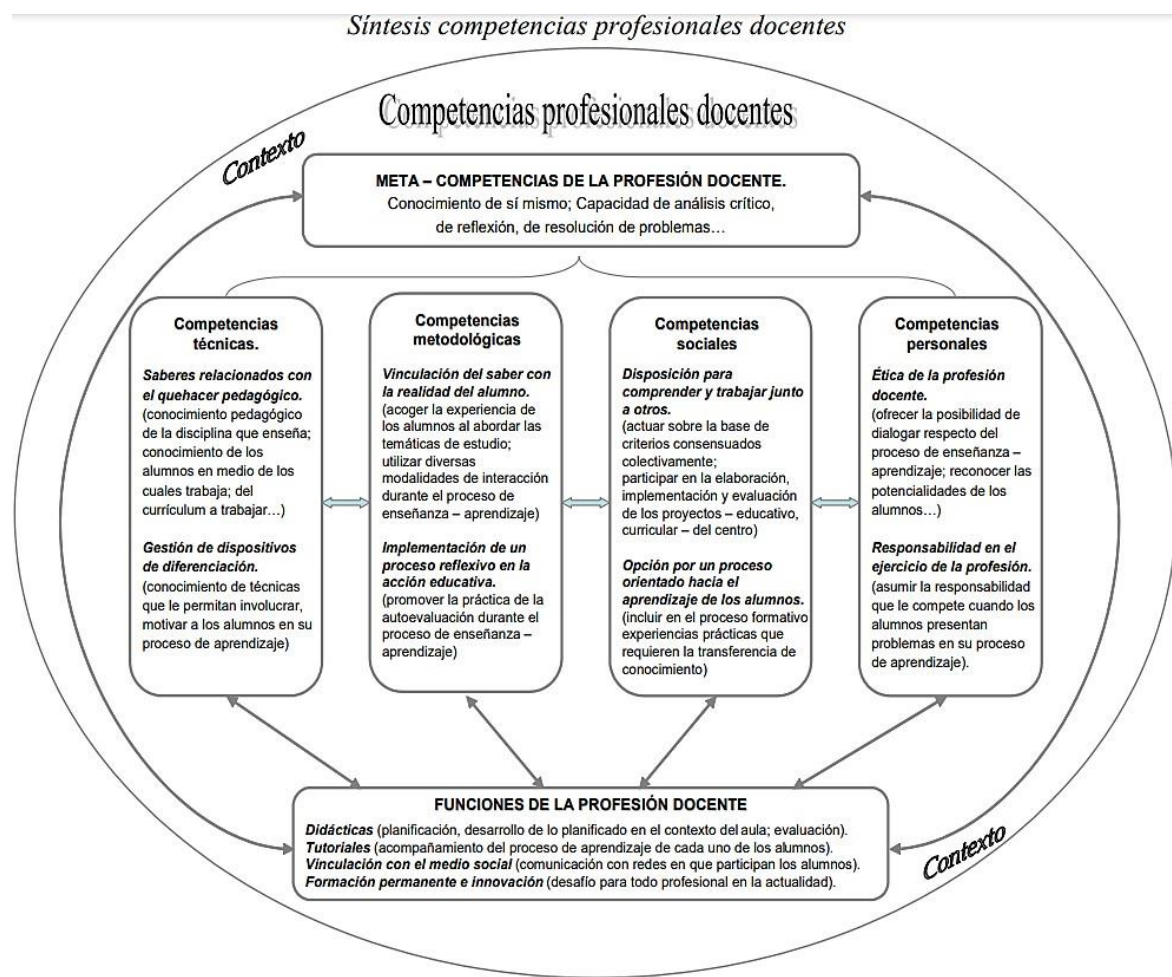 Síntesis competencias profesionales docentes
Competencias profesionales docentes
Contexto
META – COMPETENCIAS DE LA PROFESIÓN DOCENTE.
Conocimiento de sí mismo; Capacidad de análisis crítico,
de reflexión, de resolución de problemas…
Competencias
técnicas.
Saberes relacionados con
el quehacer pedagógico.
(conocimiento pedagógico
de la disciplina que enseña;
conocimiento de los
alumnos en medio de los
cuales trabaja; del
currículum a trabajar…)
Gestión de dispositivos
de diferenciación.
(conocimiento de técnicas
que le permitan involucrar,
motivar a los alumnos en su
proceso de aprendizaje)
Competencias
metodológicas
Vinculación del saber con
la realidad del alumno.
(acoger la experiencia de
los alumnos al abordar las
temáticas de estudio;
utilizar diversas
modalidades de interacción
durante el proceso de
enseñanza – aprendizaje)
Implementación de un
proceso reflexivo en la
acción educativa.
(promover la práctica de la
autoevaluación durante el
proceso de enseñanza –
aprendizaje)
Competencias
sociales
Disposición para
comprender y trabajar junto
a otros.
(actuar sobre la base de
criterios consensuados
colectivamente;
participar en la elaboración,
implementación y evaluación
de los proyectos – educativo,
curricular – del centro)
Opción por un proceso
orientado hacia el
aprendizaje de los alumnos.
(incluir en el proceso formativo
experiencias prácticas que
requieren la transferencia de
conocimiento)
Competencias
personales
Ética de la profesión
docente.
(ofrecer la posibilidad de
dialogar respecto del
proceso de enseñanza –
aprendizaje; reconocer las
potencialidades de los
alumnos…)
Responsabilidad en el
ejercicio de la profesión.
(asumir la responsabilidad
que le compete cuando los
alumnos presentan
problemas en su proceso
de aprendizaje).
FUNCIONES DE LA PROFESIÓN DOCENTE
Didácticas (planificación, desarrollo de lo planificado en el contexto del aula; evaluación).
Tutoriales (acompañamiento del proceso de aprendizaje de cada uno de los alumnos).
Vinculación con el medio social (comunicación con redes en que participan los alumnos).
Formación permanente e innovación (desafío para todo profesional en la actualidad).
Contexto